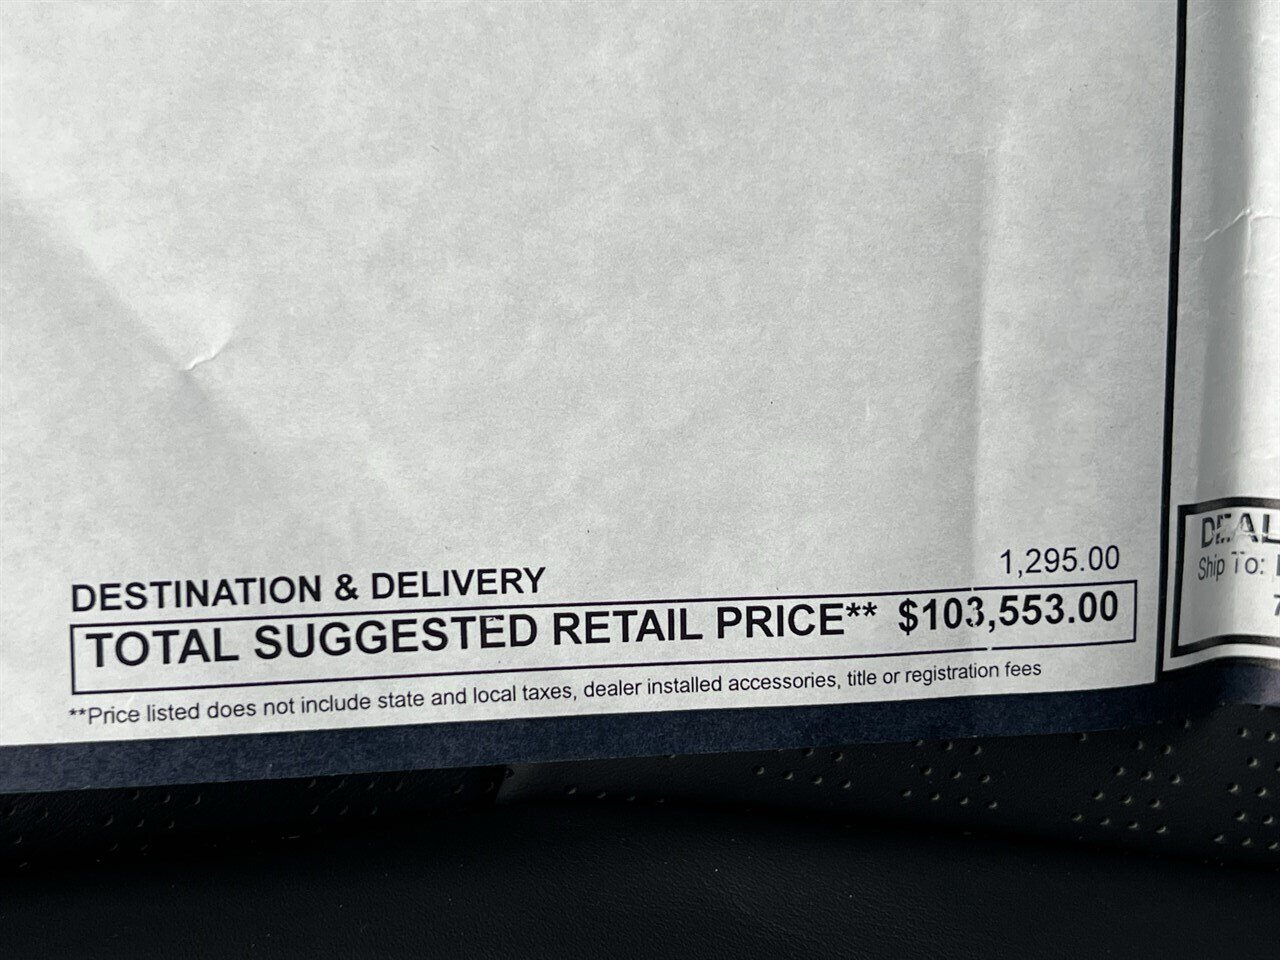 DESTINATION & DELIVERY 1,295.00
TOTAL SUGGESTED RETAIL PRICE** $103,553.00
**Price listed does not include state and local taxes, dealer installed accessories, title or registration fees
Ship To: